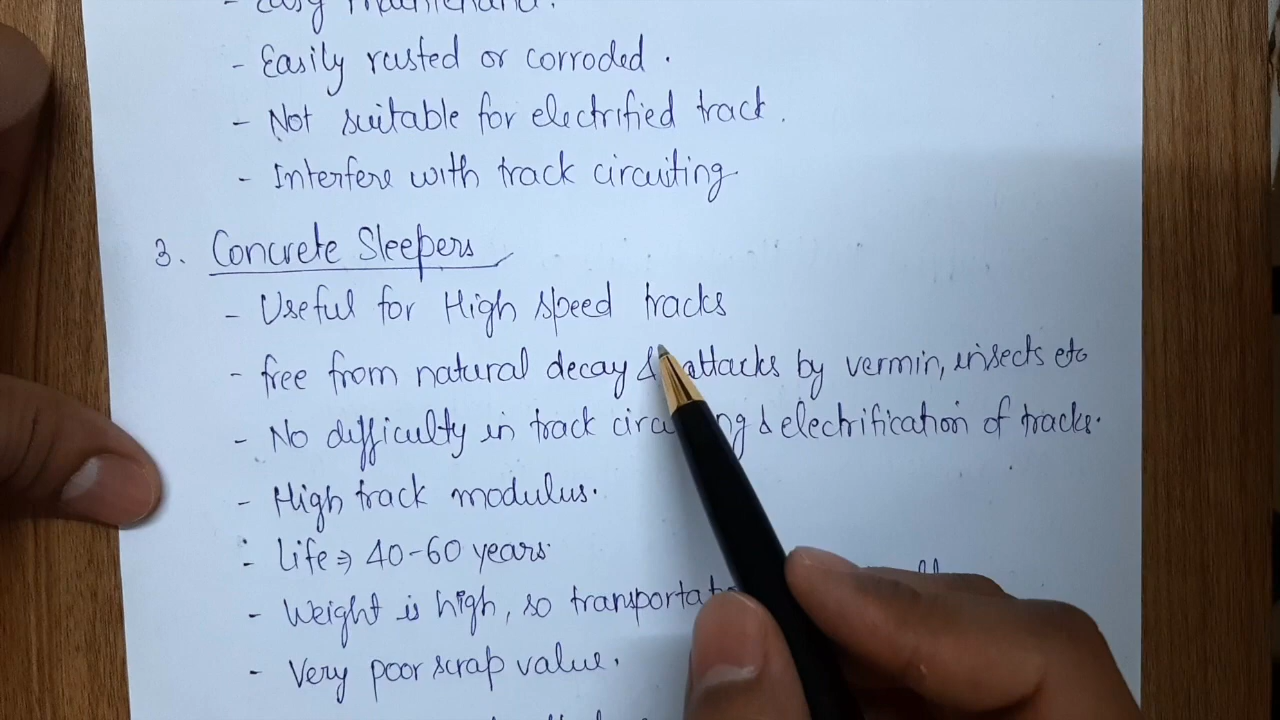 - Easy
- Easily rusted or corroded.
- Not suitable for electrified track.
- Interfere with track circuiting
3. Concrete Sleepers
- Useful for High speed tracks
- free from natural decay & attacks by vermin, insects etc
- No difficulty in track & electrification of tracks.
- High track modulus.
- Life ⇒ 40-60 years.
- Weight is high, so
- Very poor scrap value.